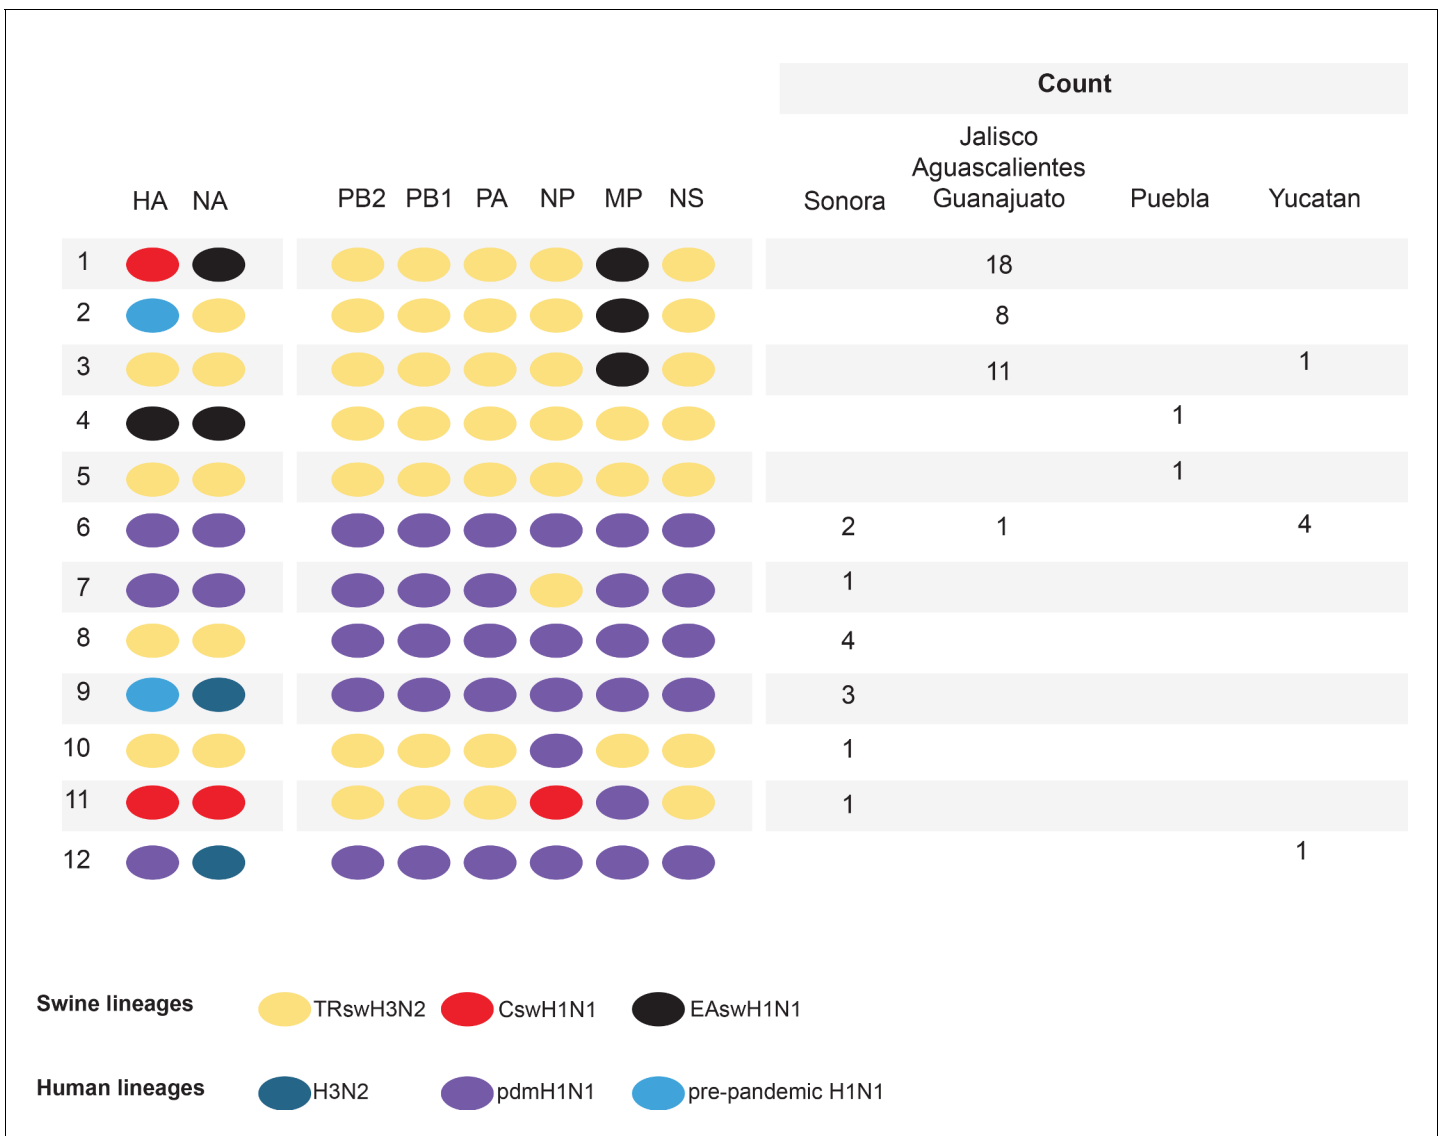 Count
Jalisco
Aguascalientes
HA NA PB2 PB1 PA NP MP NS Sonora Guanajuato Puebla Yucatan
1 18
2 8
3 11 1
4 1
5 1
6 2 1 4
7 1
8 4
9 3
10 1
11 1
12 1
Swine lineages TRswH3N2 CswH1N1 EAswH1N1
Human lineages H3N2 pdmH1N1 pre-pandemic H1N1